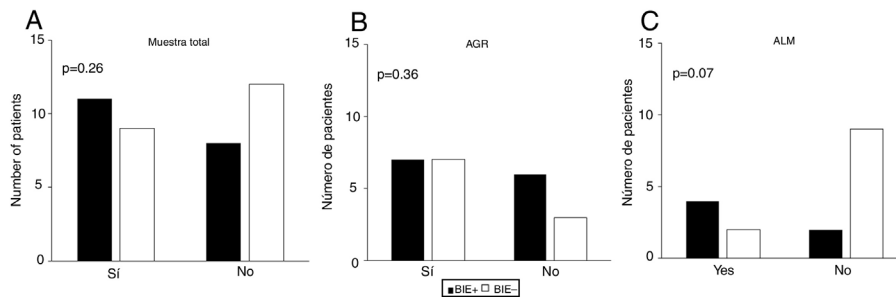 A
Muestra total
Number of patients
15
10
5
0
p=0.26
Sí
No
B
AGR
Número de pacientes
15
10
5
0
p=0.36
Sí
No
C
ALM
Número de pacientes
15
10
5
0
p=0.07
Yes
No
BIE+ BIE–